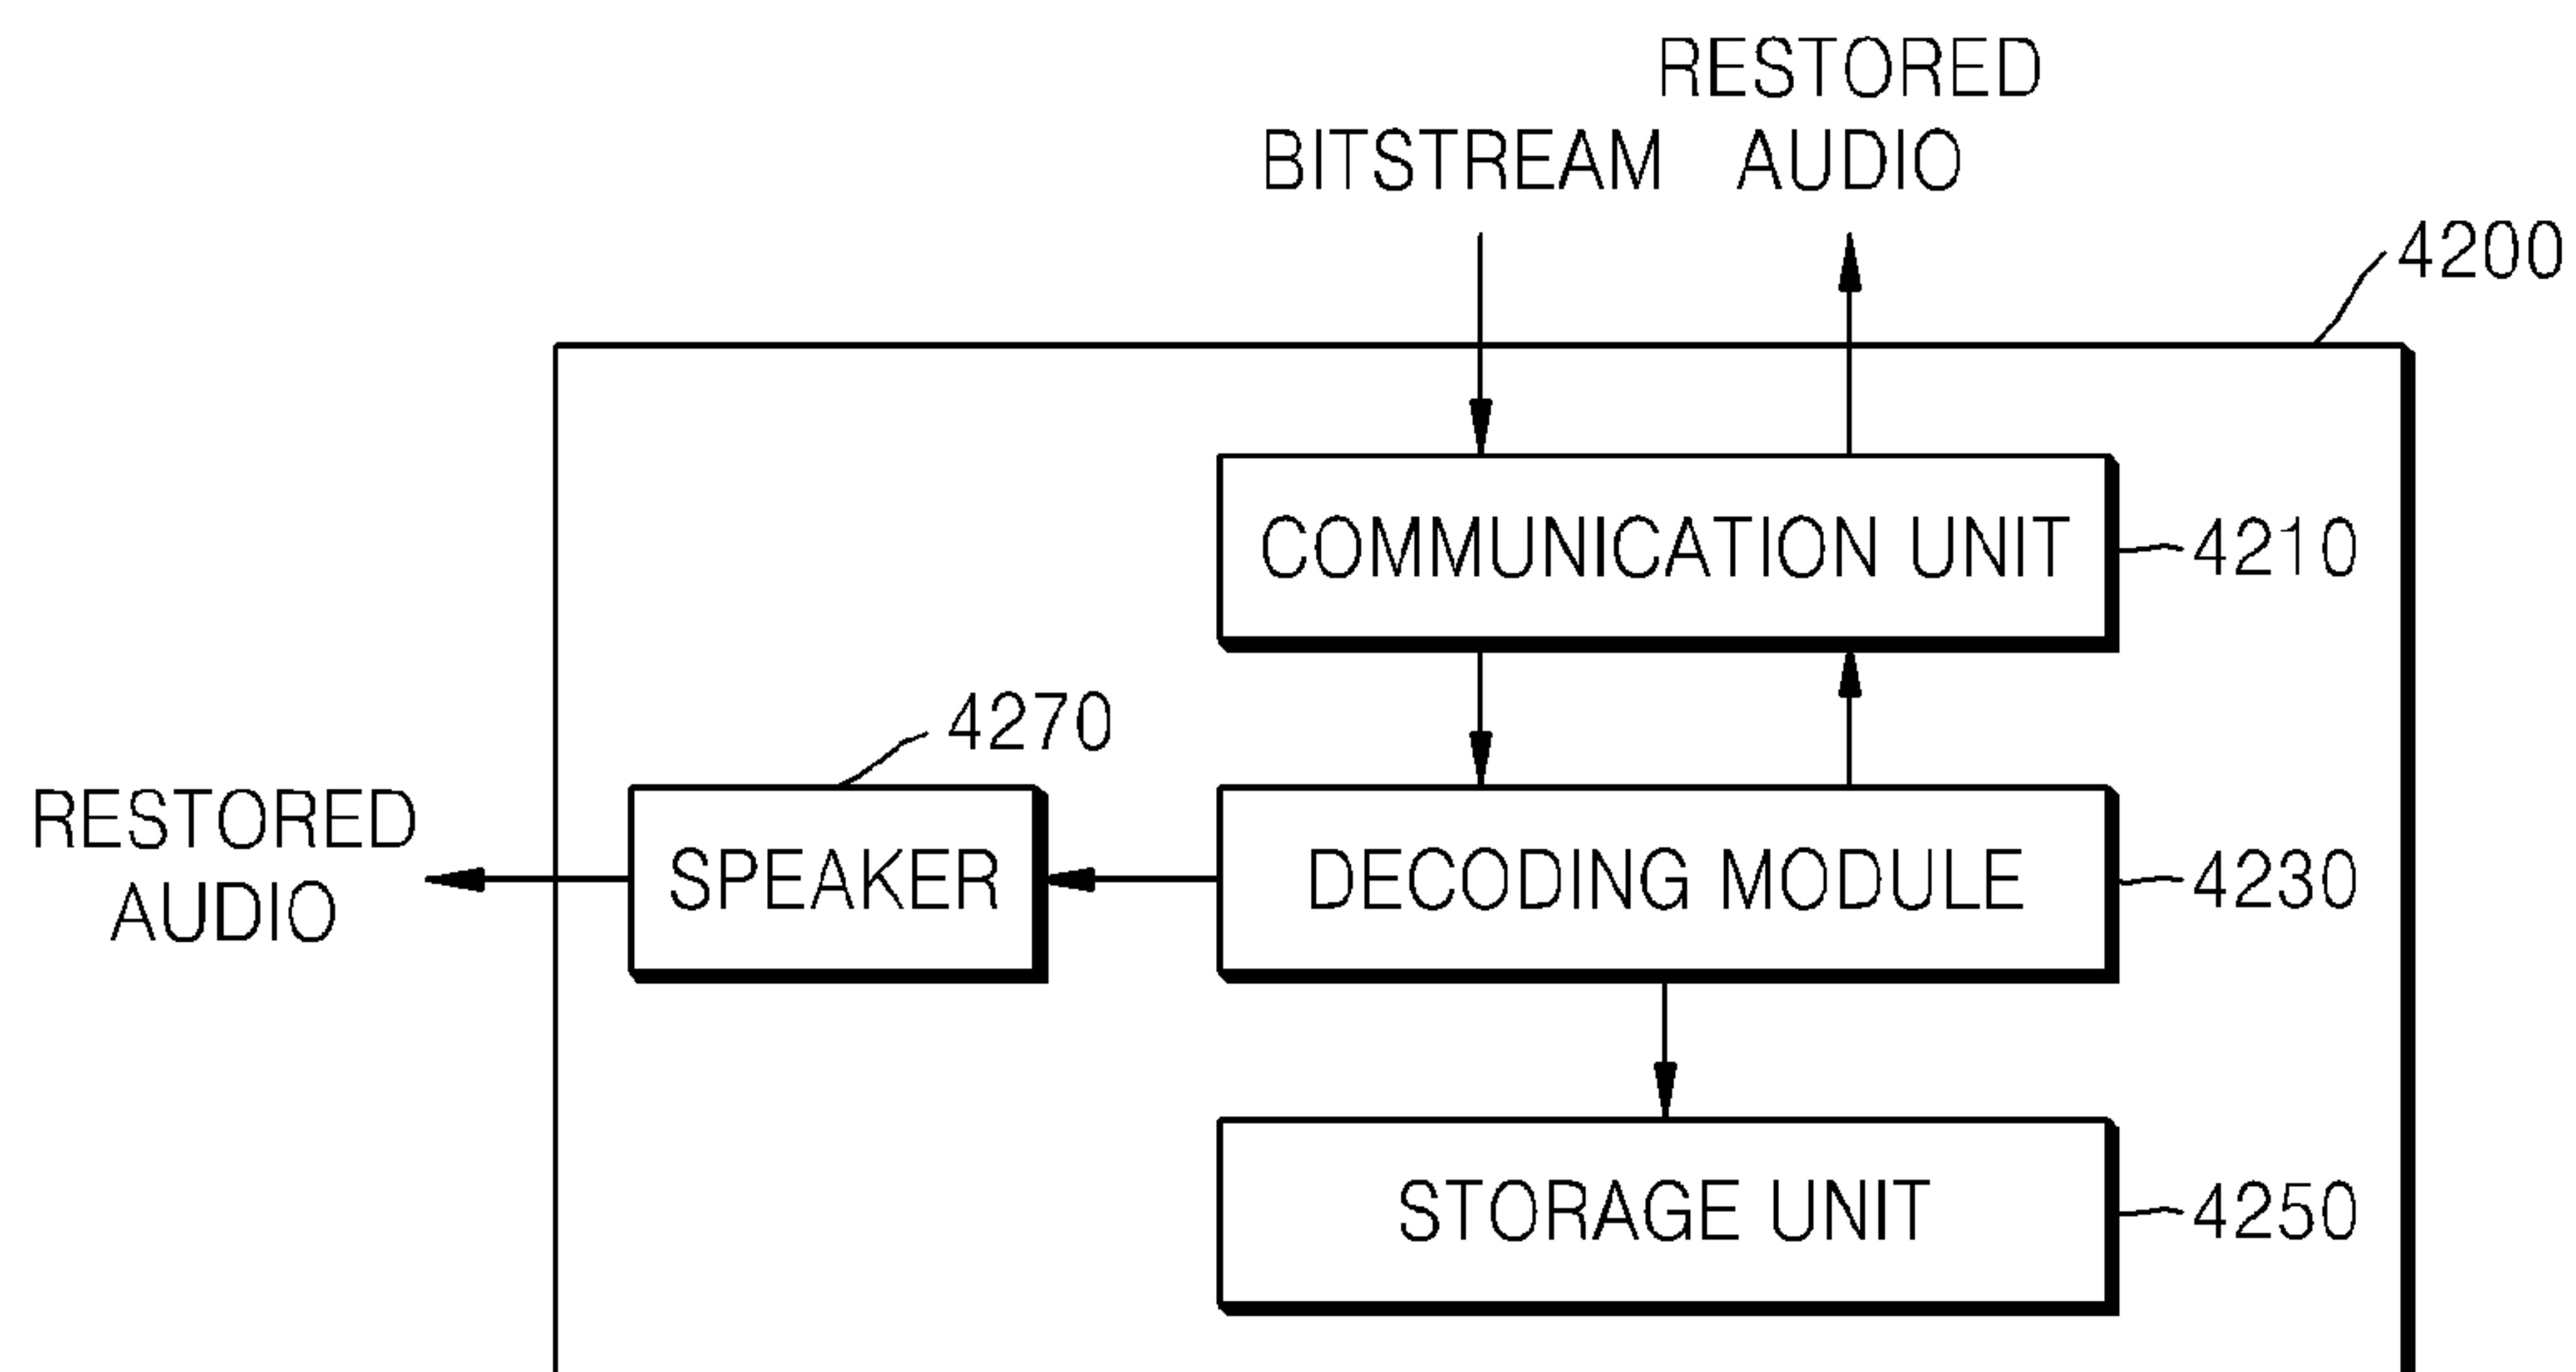 RESTORED
BITSTREAM AUDIO
4200
COMMUNICATION UNIT
4210
4270
RESTORED
AUDIO
SPEAKER
DECODING MODULE
4230
STORAGE UNIT
4250